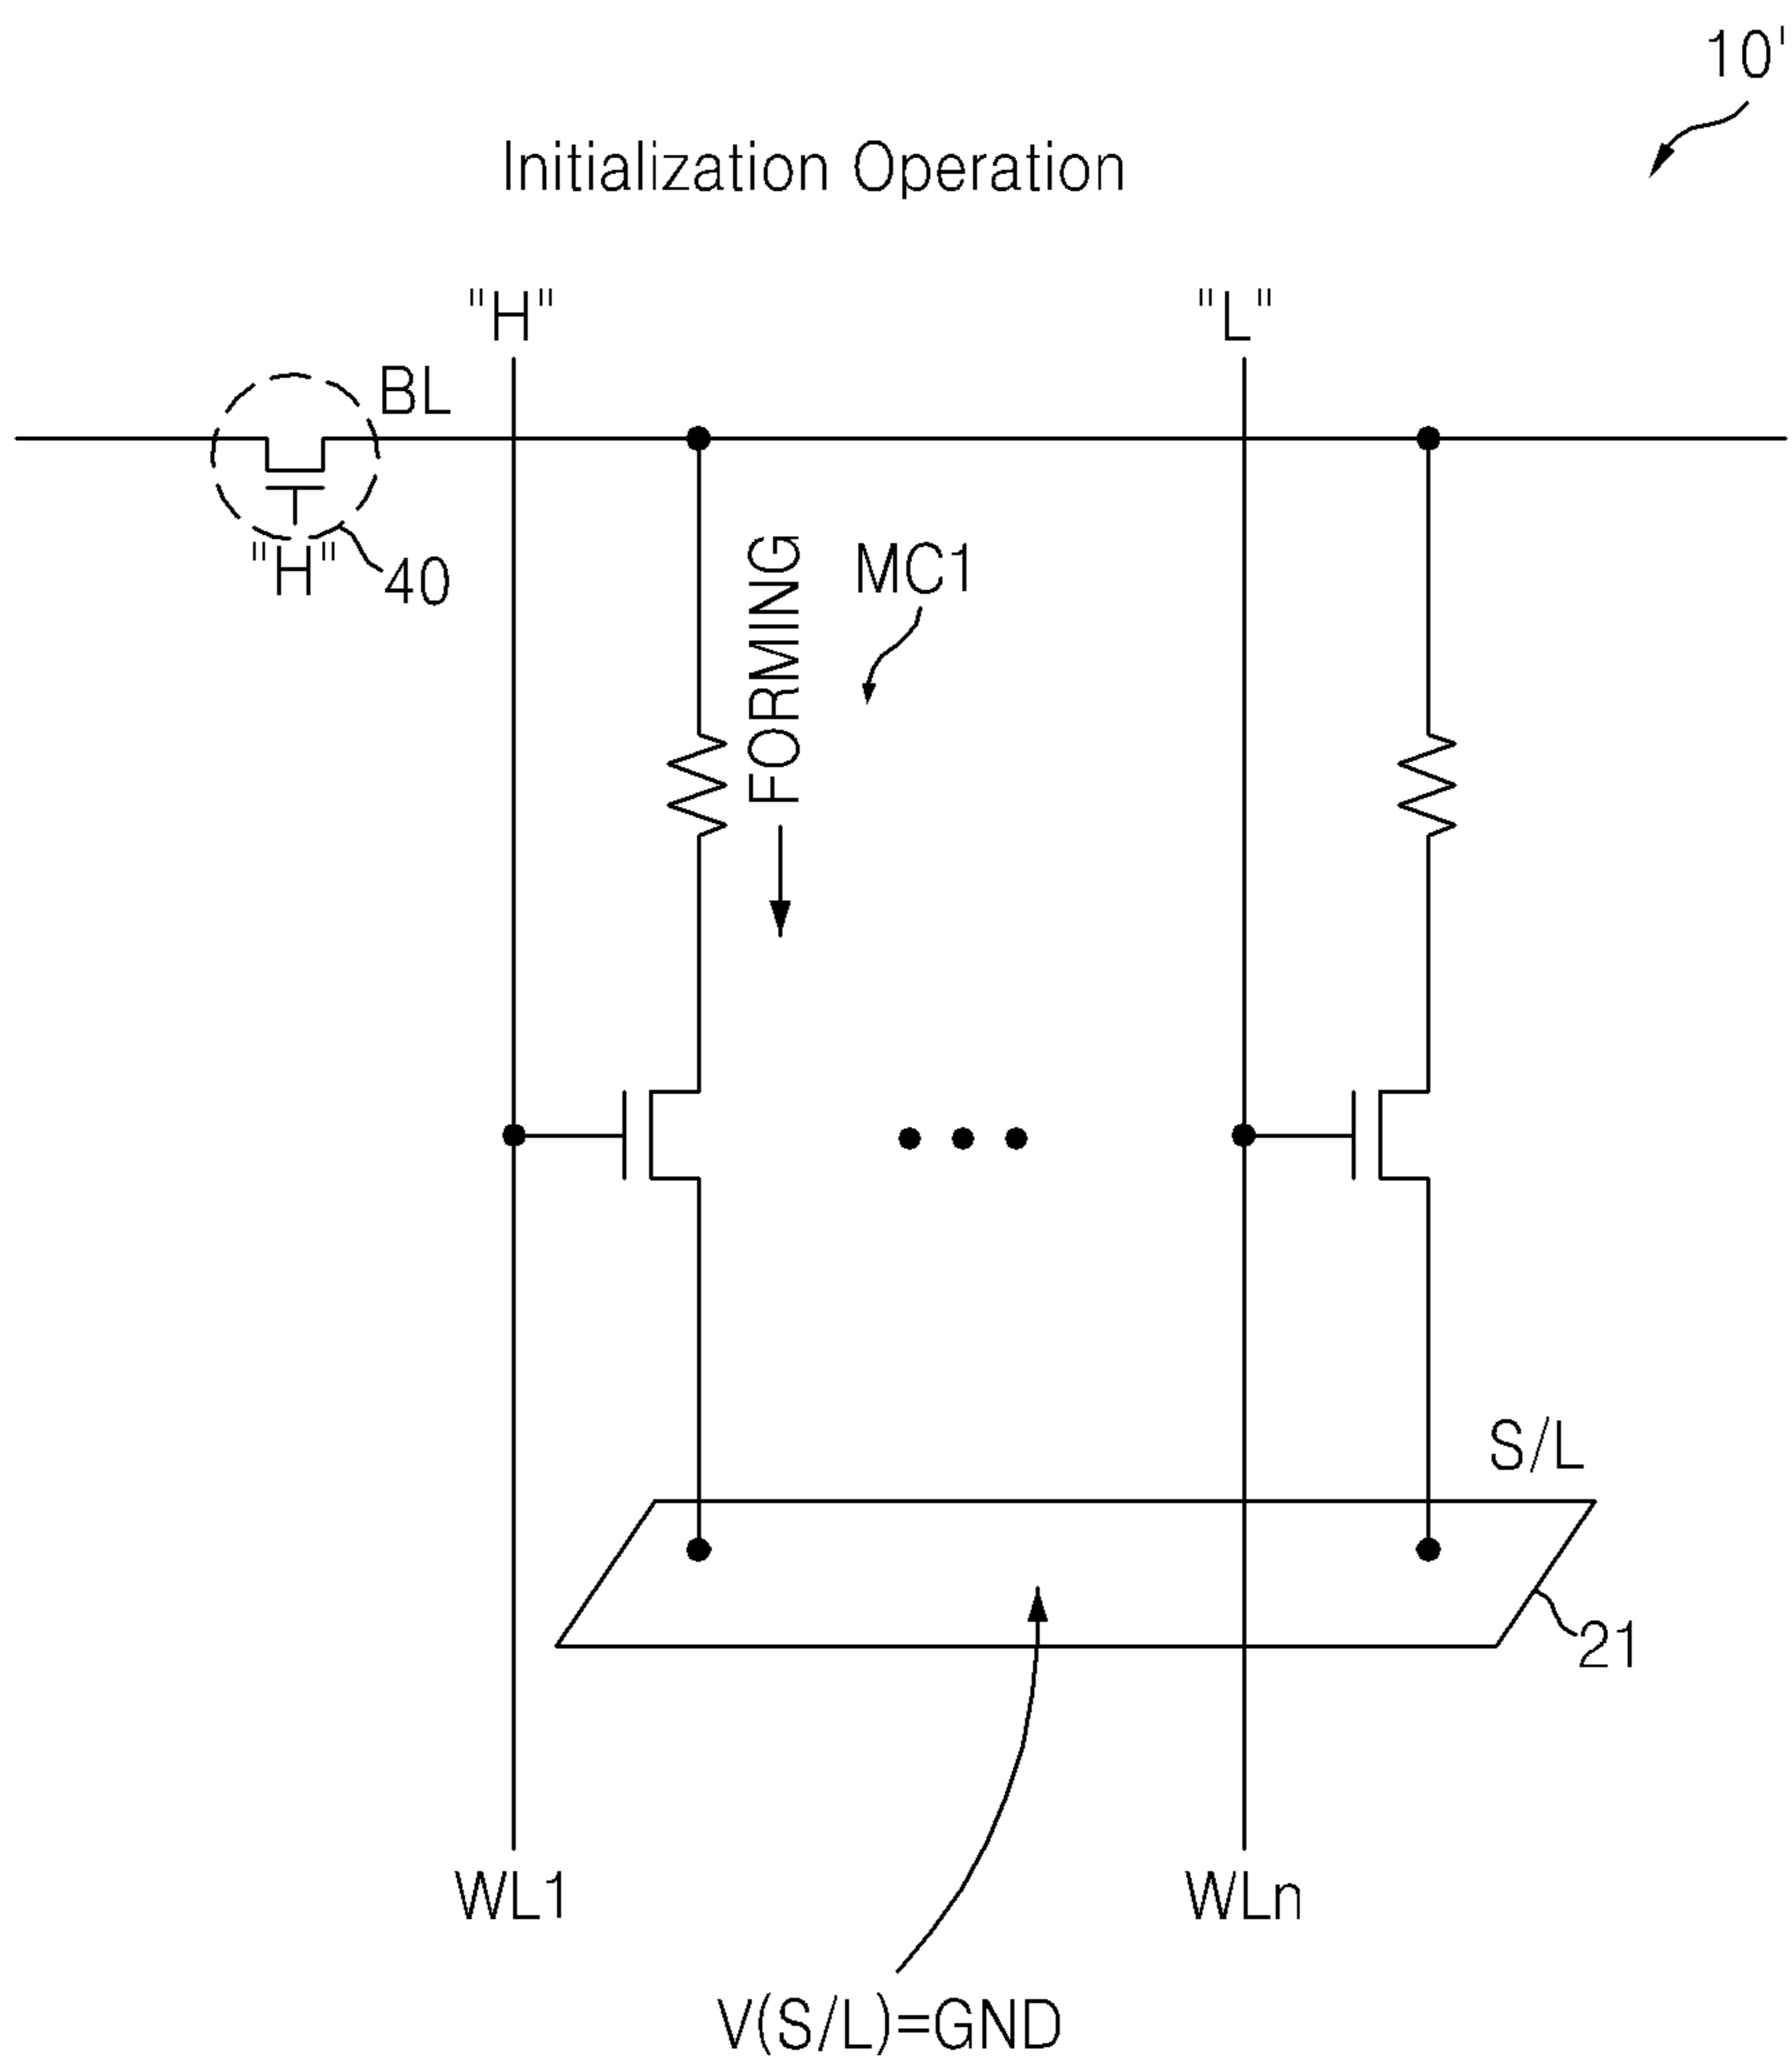 10'
Initialization Operation
"H"
"L"
BL
"H"
40
FORMING
MC1
S/L
21
WL1
WLn
V(S/L)=GND